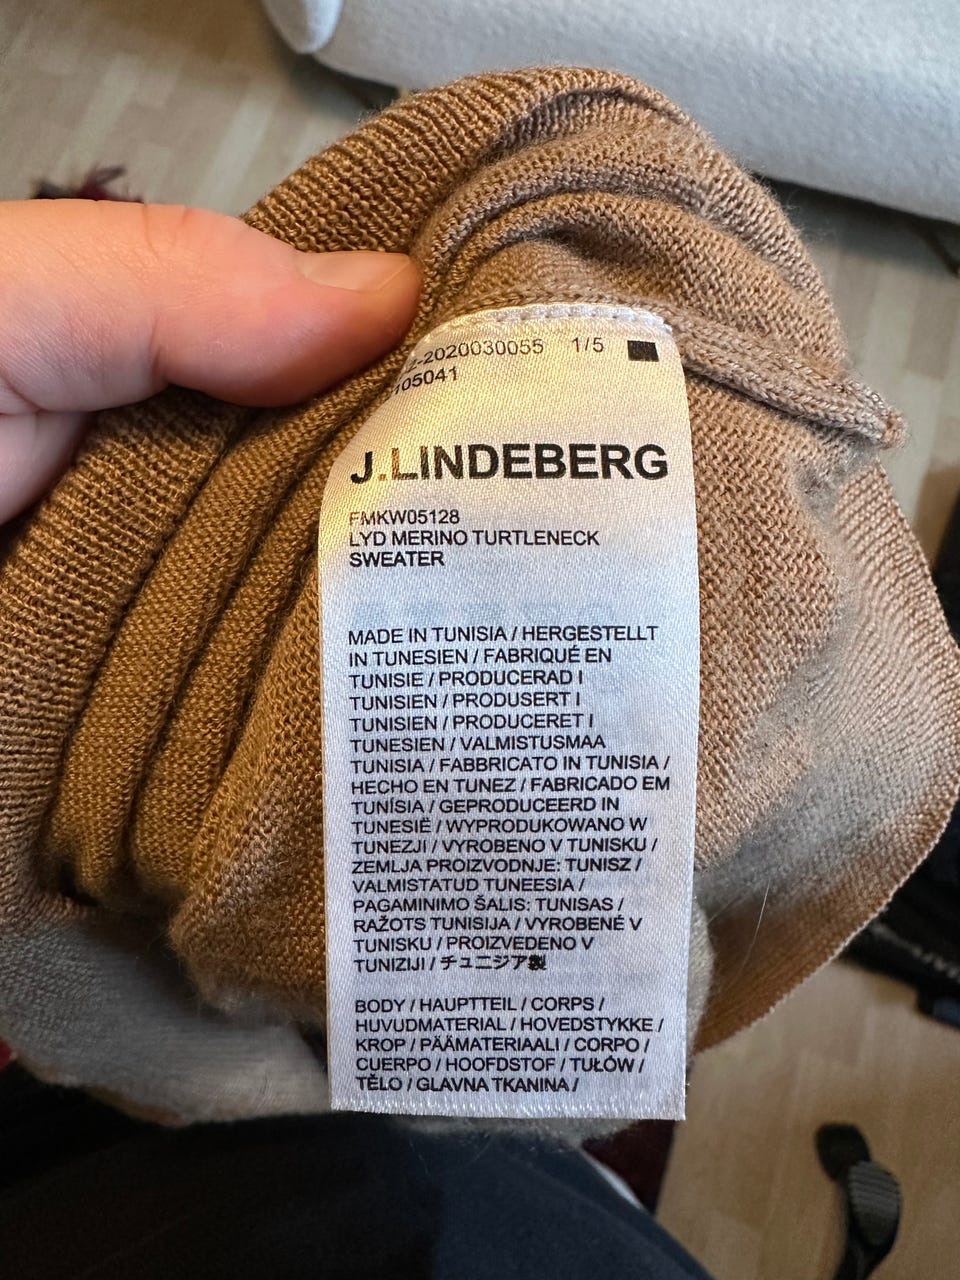 2-2020030055 1/5
105041
J.LINDEBERG
FMKW05128
LYD MERINO TURTLENECK
SWEATER
MADE IN TUNISIA / HERGESTELLT
IN TUNESIEN / FABRIQUÉ EN
TUNISIE / PRODUCERAD I
TUNISIEN / PRODUSERT I
TUNISIEN / PRODUCERET I
TUNESIEN / VALMISTUSMAA
TUNISIA / FABBRICATO IN TUNISIA /
HECHO EN TUNEZ / FABRICADO EM
TUNÍSIA / GEPRODUCEERD IN
TUNESIË / WYPRODUKOWANO W
TUNEZJI / VYROBENO V TUNISKU /
ZEMLJA PROIZVODNJE: TUNISZ /
VALMISTATUD TUNEESIA /
PAGAMINIMO ŠALIS: TUNISAS /
RAŽOTS TUNISIJA / VYROBENÉ V
TUNISKU / PROIZVEDENO V
TUNIZIJI / チュニジア製
BODY / HAUPTTEIL / CORPS /
HUVUDMATERIAL / HOVEDSTYKKE /
KROP / PÄÄMATERIAALI / CORPO /
CUERPO / HOOFDSTOF / TUŁÓW /
TĚLO / GLAVNA TKANINA /